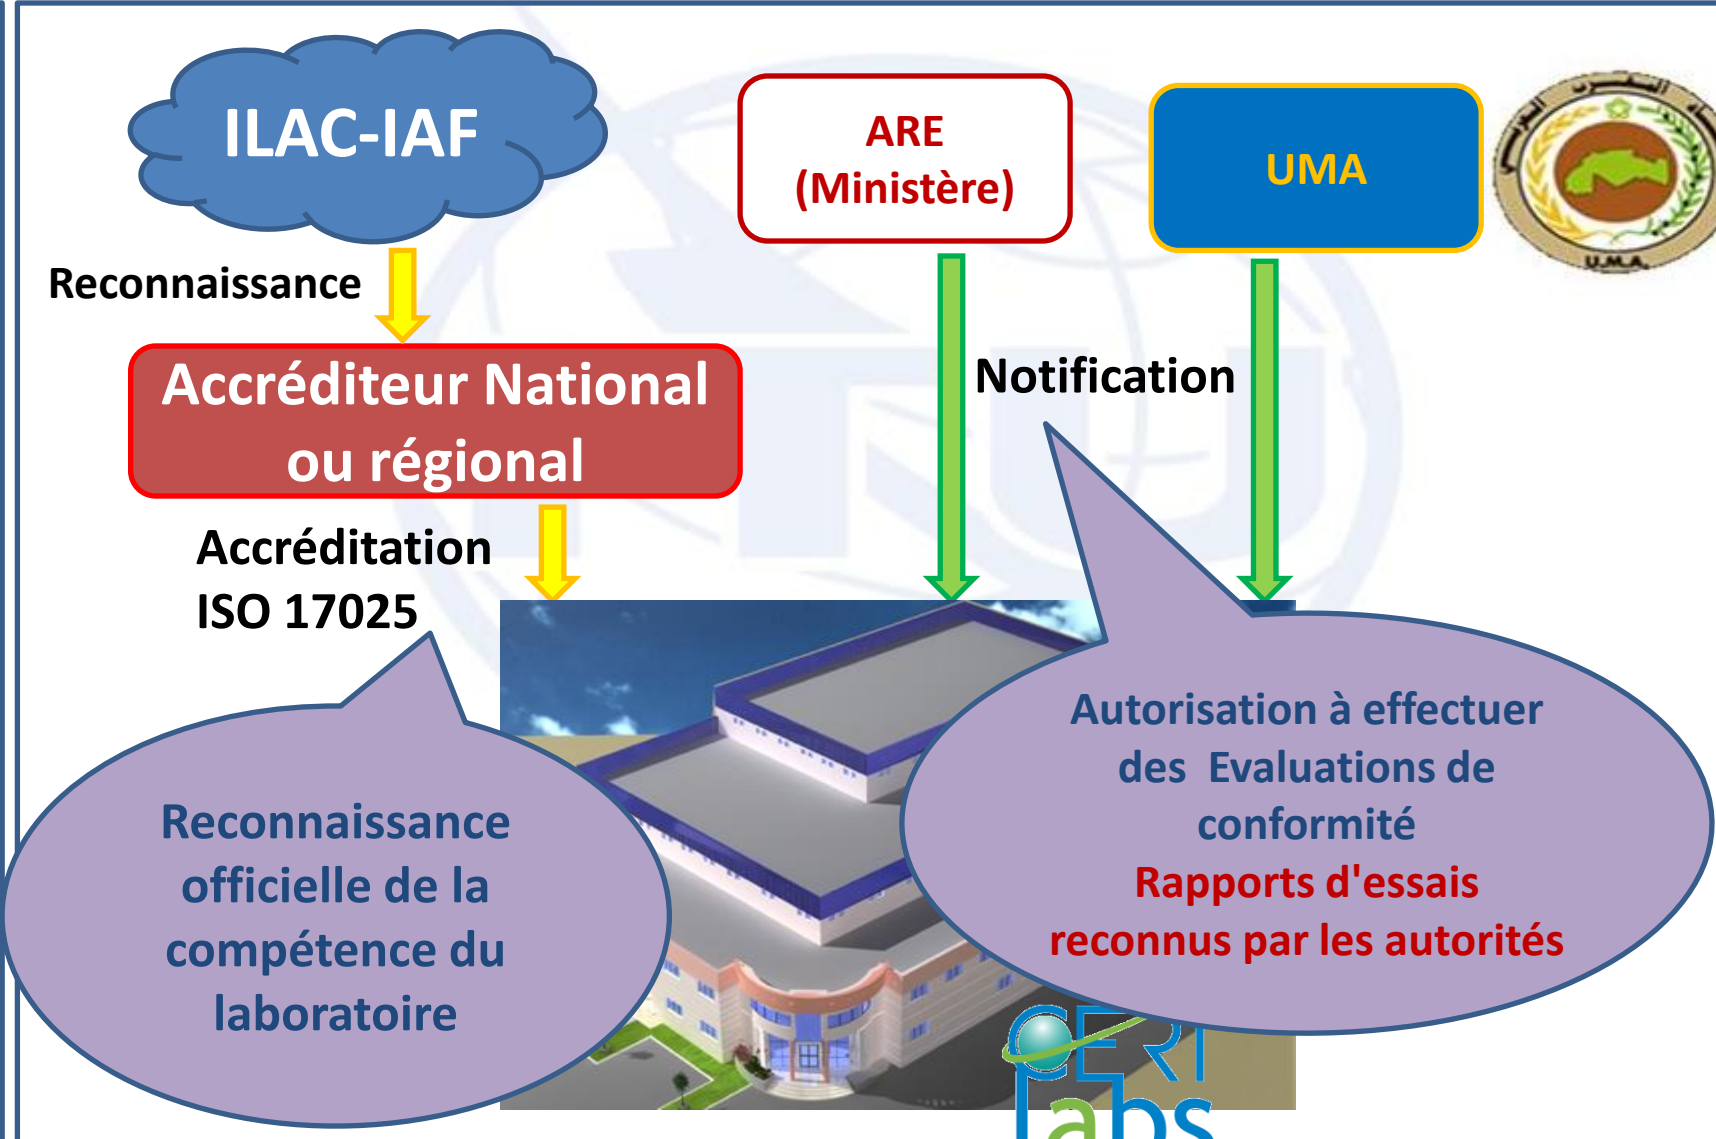 ILAC-IAF
ARE
(Ministère)
UMA
U.M.A.
Reconnaissance
Accréditeur National
ou régional
Notification
Accréditation
ISO 17025
Reconnaissance
officielle de la
compétence du
laboratoire
Autorisation à effectuer
des Evaluations de
conformité
Rapports d'essais
reconnus par les autorités
CERT
labs